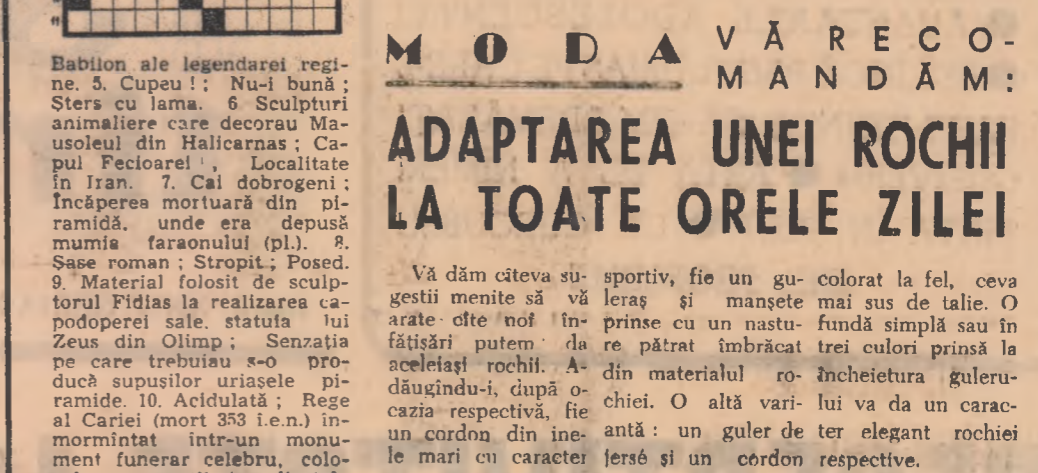 11
Babilon ale legendarei regi-
ne. 5. Cupeu ! ; Nu-i bună ;
Șters cu lama. 6 Sculpturi
animaliere care decorau Ma-
usoleul din Halicarnas ; Ca-
pul Fecioarei , Localitate
în Iran. 7. Cai dobrogeni ;
Încăperea mortuară din pi-
ramidă, unde era depusă
mumia faraonului (pl.). 8.
Șase roman ; Stropit ; Posed.
9. Material folosit de sculp-
torul Fidias la realizarea ca-
podoperei sale, statuia lui
Zeus din Olimp ; Senzația
pe care trebuiau s-o pro-
ducă supușilor uriașele pi-
ramide. 10. Acidulată ; Rege
al Cariei (mort 353 î.e.n.) în-
mormîntat într-un monu-
ment funerar celebru, colo-
MODA
VĂ RECO-
MANDĂM:
ADAPTAREA UNEI ROCHII
LA TOATE ORELE ZILEI
Vă dăm cîteva su-
gestii menite să vă
arate cîte noi în-
fățișări putem da
aceleiași rochii. A-
dăugîndu-i, după o-
cazia respectivă, fie
un cordon din ine-
le mari cu caracter
sportiv, fie un gu-
leraș și manșete
prinse cu un nastu-
re pătrat îmbrăcat
din materialul ro-
chiei. O altă vari-
antă : un guler de
jersé și un cordon
colorat la fel, ceva
mai sus de talie. O
fundă simplă sau în
trei culori prinsă la
încheietura guleru-
lui va da un carac-
ter elegant rochiei
respective.